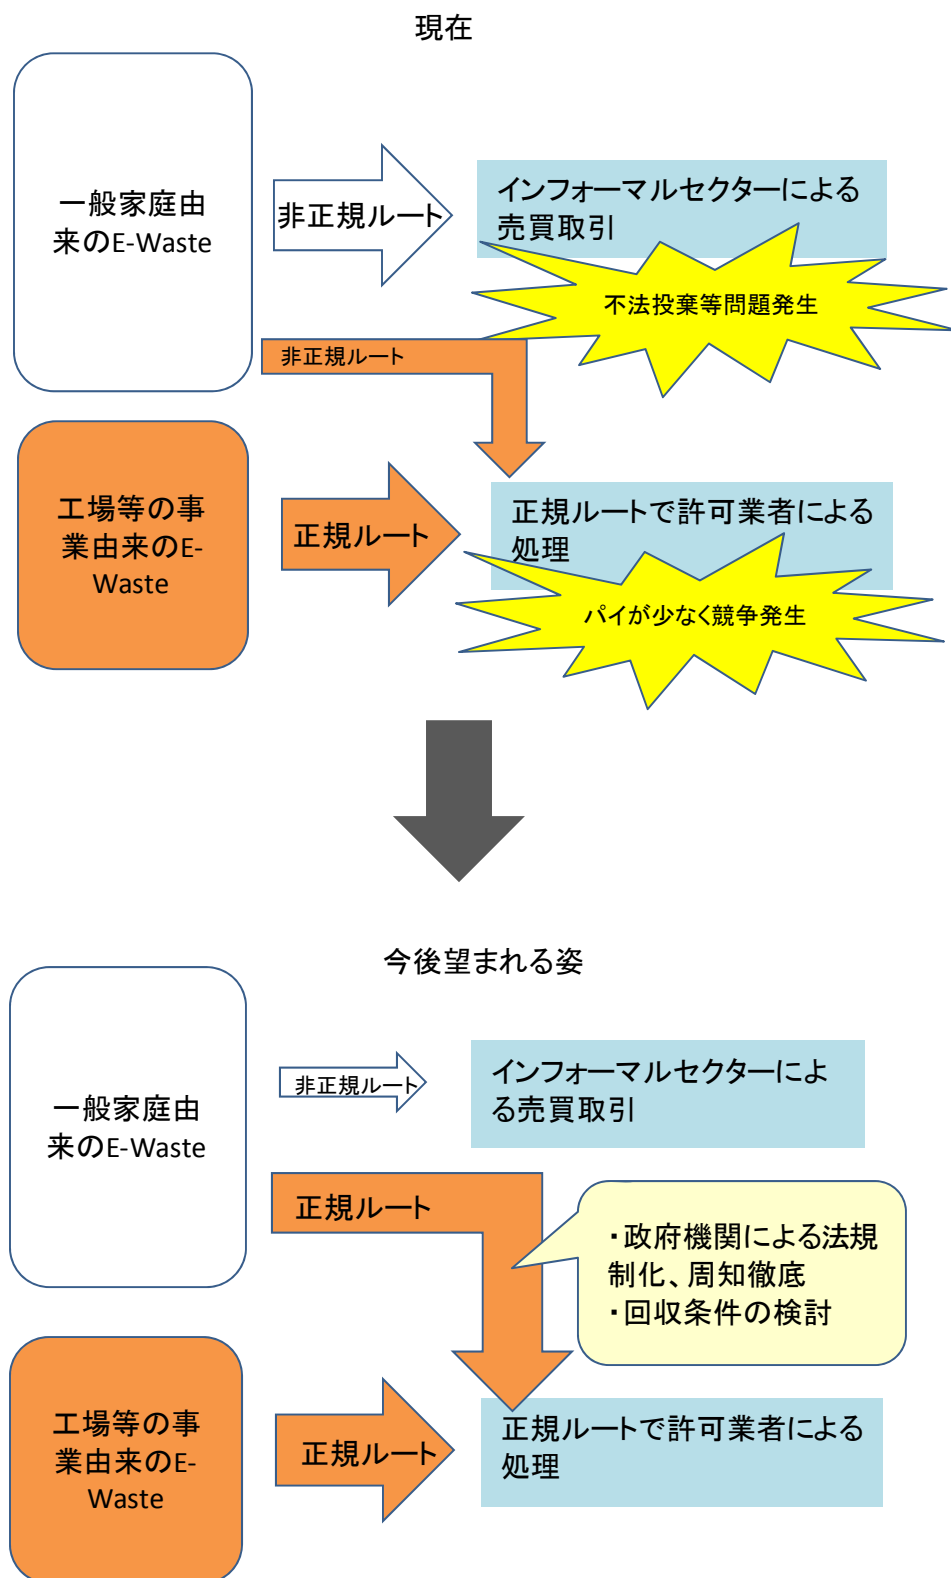 現在
一般家庭由
来のE-Waste
非正規ルート
インフォーマルセクターによる
売買取引
不法投棄等問題発生
非正規ルート
工場等の事
業由来のE-
Waste
正規ルート
正規ルートで許可業者による
処理
パイが少なく競争発生
今後望まれる姿
一般家庭由
来のE-Waste
非正規ルート
インフォーマルセクターによ
る売買取引
正規ルート
・政府機関による法規
制化、周知徹底
・回収条件の検討
工場等の事
業由来のE-
Waste
正規ルート
正規ルートで許可業者による
処理